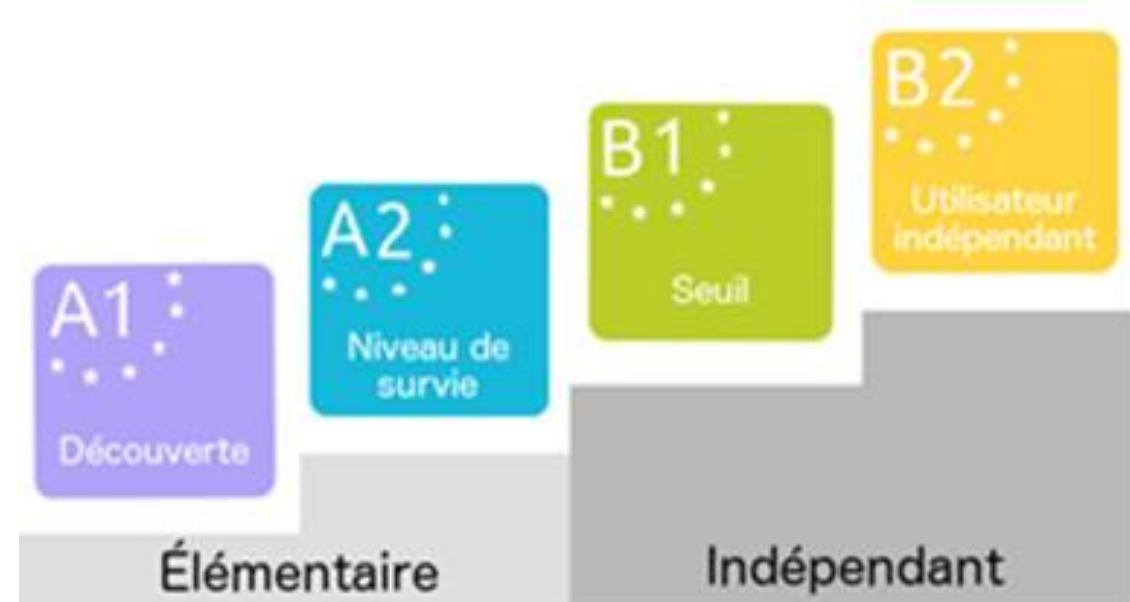 A1
Découverte
A2
Niveau de
survie
B1
Seuil
B2
Utilisateur
indépendant
Élémentaire
Indépendant